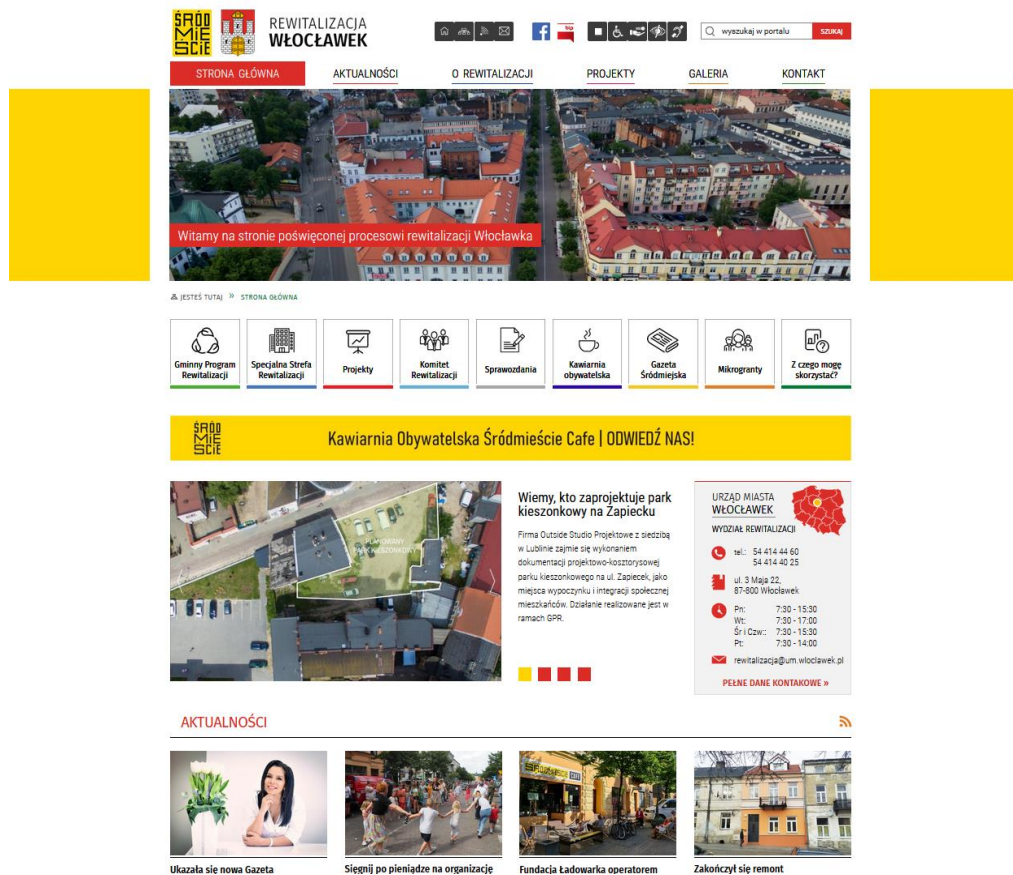 ŚRÓD
MIE
ŚCIE
REWITALIZACJA
WŁOCŁAWEK
bip
wyszukaj w portalu
SZUKAJ
STRONA GŁÓWNA
AKTUALNOŚCI
O REWITALIZACJI
PROJEKTY
GALERIA
KONTAKT
Witamy na stronie poświęconej procesowi rewitalizacji Włocławka
JESTEŚ TUTAJ » STRONA GŁÓWNA
Gminny Program
Rewitalizacji
Specjalna Strefa
Rewitalizacji
Projekty
Komitet
Rewitalizacji
Sprawozdania
Kawiarnia
obywatelska
Gazeta
Śródmiejska
Mikrogranty
Z czego mogę
skorzystać?
ŚRÓD
MIE
ŚCIE
Kawiarnia Obywatelska Śródmieście Cafe | ODWIEDŹ NAS!
PLANOWANY
PARK KIESZONKOWY
Wiemy, kto zaprojektuje park
kieszonkowy na Zapiecku
Firma Outside Studio Projektowe z siedzibą
w Lublinie zajmie się wykonaniem
dokumentacji projektowo-kosztorysowej
parku kieszonkowego na ul. Zapiecek, jako
miejsca wypoczynku i integracji społecznej
mieszkańców. Działanie realizowane jest w
ramach GPR.
URZĄD MIASTA
WŁOCŁAWEK
WYDZIAŁ REWITALIZACJI
tel.: 54 414 44 60
54 414 40 25
ul. 3 Maja 22,
87-800 Włocławek
Pn: 7:30 - 15:30
Wt: 7:30 - 17:00
Śr i Czw.: 7:30 - 15:30
Pt: 7:30 - 14:00
rewitalizacja@um.wloclawek.pl
PEŁNE DANE KONTAKOWE »
AKTUALNOŚCI
ŚRÓDMIEŚCIE CAFE
Ukazała się nowa Gazeta
Sięgnij po pieniądze na organizację
Fundacja Ładowarka operatorem
Zakończył się remont